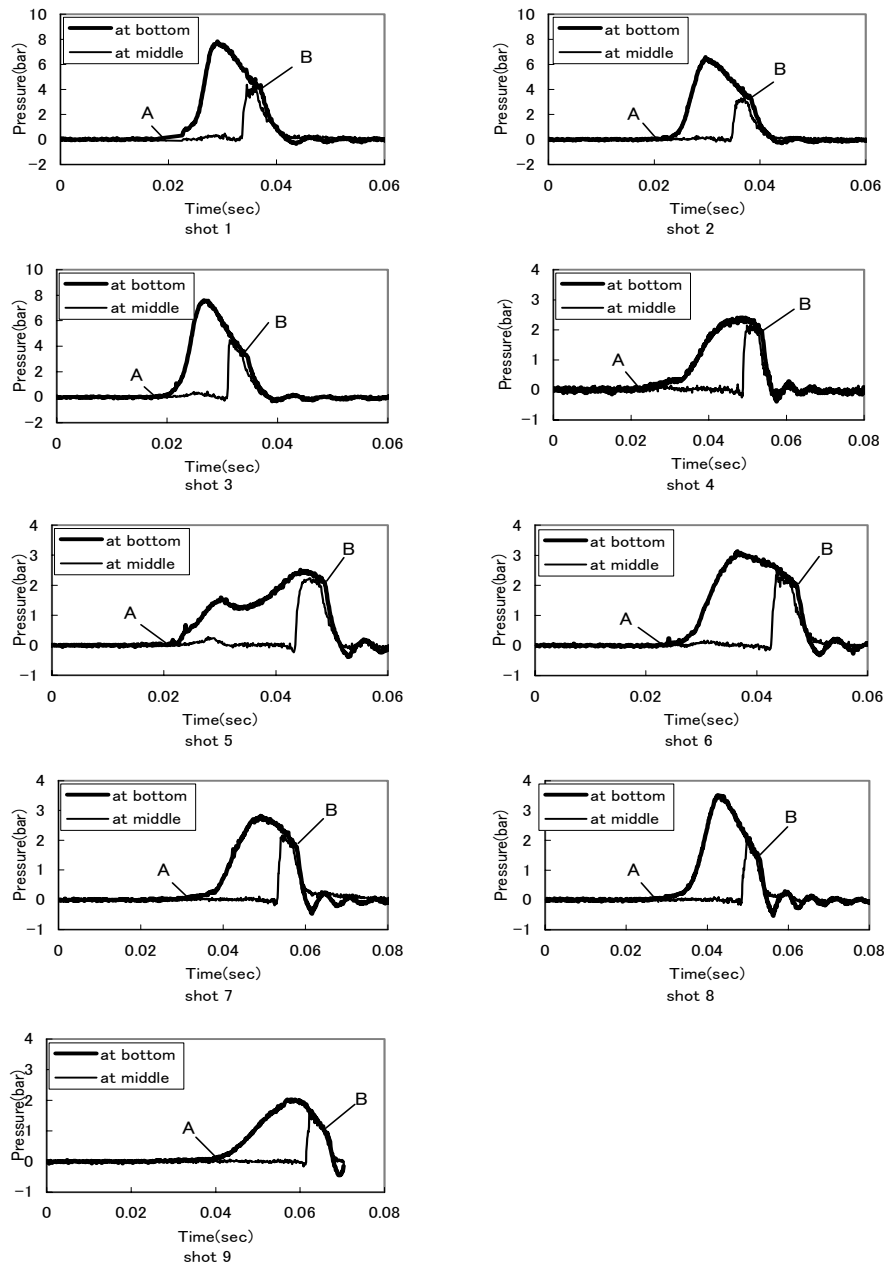 10
8
6
4
2
0
−2
Pressure(bar)
at bottom
at middle
A
B
0 0.02 0.04 0.06
Time(sec)
shot 1
10
8
6
4
2
0
−2
Pressure(bar)
at bottom
at middle
A
B
0 0.02 0.04 0.06
Time(sec)
shot 2
10
8
6
4
2
0
−2
Pressure(bar)
at bottom
at middle
A
B
0 0.02 0.04 0.06
Time(sec)
shot 3
4
3
2
1
0
−1
Pressure(bar)
at bottom
at middle
A
B
0 0.02 0.04 0.06 0.08
Time(sec)
shot 4
4
3
2
1
0
−1
Pressure(bar)
at bottom
at middle
A
B
0 0.02 0.04 0.06
Time(sec)
shot 5
4
3
2
1
0
−1
Pressure(bar)
at bottom
at middle
A
B
0 0.02 0.04 0.06
Time(sec)
shot 6
4
3
2
1
0
−1
Pressure(bar)
at bottom
at middle
A
B
0 0.02 0.04 0.06 0.08
Time(sec)
shot 7
4
3
2
1
0
−1
Pressure(bar)
at bottom
at middle
A
B
0 0.02 0.04 0.06 0.08
Time(sec)
shot 8
4
3
2
1
0
−1
Pressure(bar)
at bottom
at middle
A
B
0 0.02 0.04 0.06 0.08
Time(sec)
shot 9